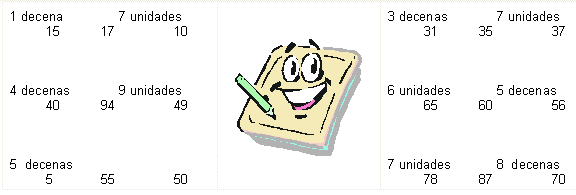 1 decena 7 unidades
15 17 10
4 decenas 9 unidades
40 94 49
5 decenas
5 55 50
3 decenas 7 unidades
31 35 37
6 unidades 5 decenas
65 60 56
7 unidades 8 decenas
78 87 70